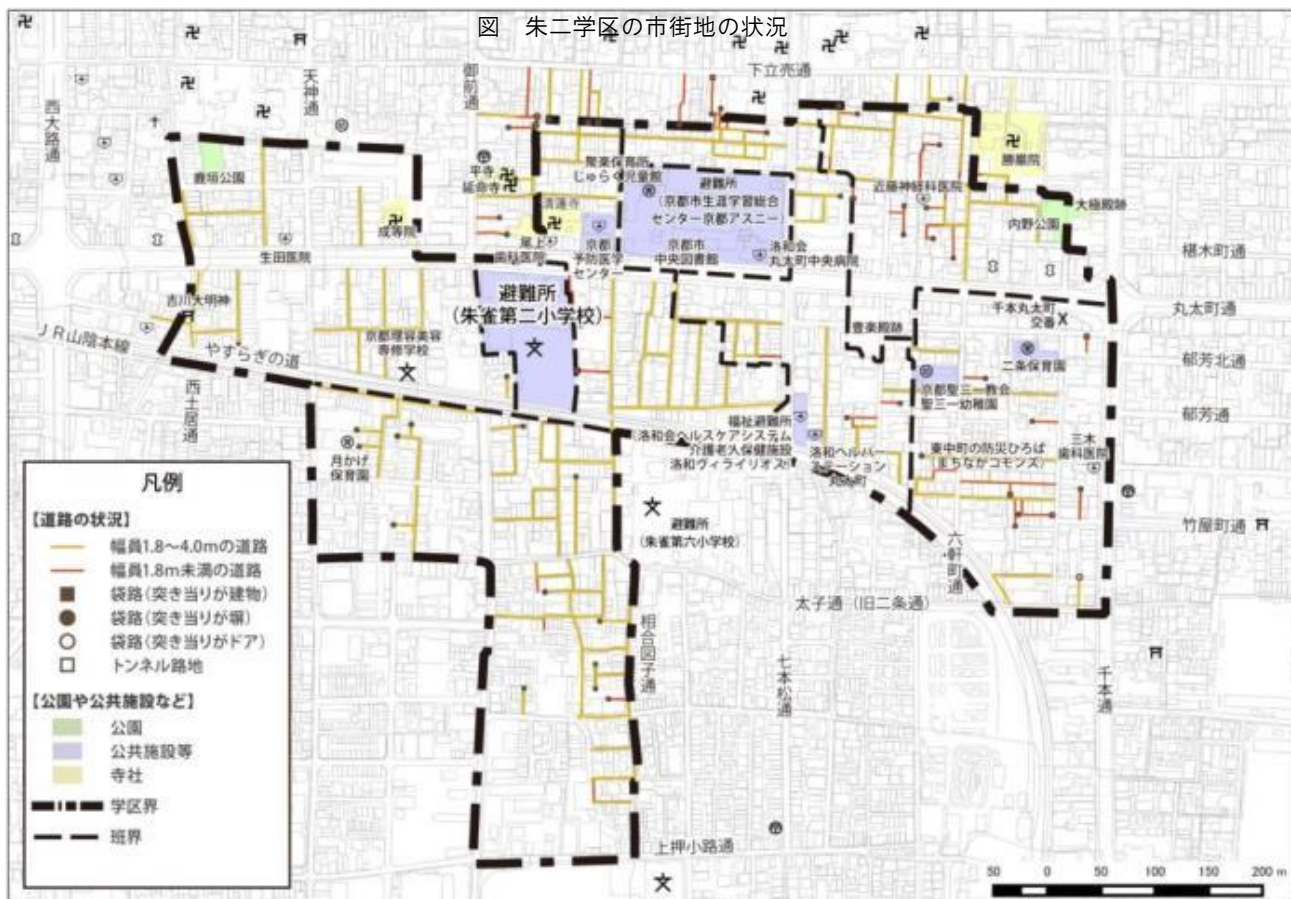 図　朱二学区の市街地の状況
下立売通
西大路通
天神通
御前通
鹿垣公園
平寺
延命寺
聚楽保育所
じゅらく児童館
避難所
(京都市生涯学習総合
センター京都アスニー)
近藤神経科医院
勝巖院
大極殿跡
内野公園
成等院
清蓮寺
尾上
歯科医院
京都
予防医学
センター
京都市
中央図書館
洛和会
丸太町中央病院
生田医院
椹木町通
吉川大明神
避難所
(朱雀第二小学校)
丸太町通
千本丸太町
交番
豊楽殿跡
JR山陰本線
やすらぎの道
京都理容美容
専修学校
郁芳北通
二条保育園
西土居通
京都聖三一教会
聖三一幼稚園
郁芳通
福祉避難所
(洛和会ヘルスケアシステム
介護老人保健施設
洛和ヴィライリオス)
洛和ヘルパー
ステーション
丸太町
東中町の防災ひろば
(まちなかコモンズ)
三木
歯科医院
月かげ
保育園
避難所
(朱雀第六小学校)
竹屋町通
六軒町通
太子通（旧二条通）
相合図子通
七本松通
千本通
上押小路通
凡例
【道路の状況】
幅員1.8～4.0mの道路
幅員1.8m未満の道路
袋路(突き当りが建物)
袋路(突き当りが塀)
袋路(突き当りがドア)
トンネル路地
【公園や公共施設など】
公園
公共施設等
寺社
学区界
班界
50 0 50 100 150 200 m